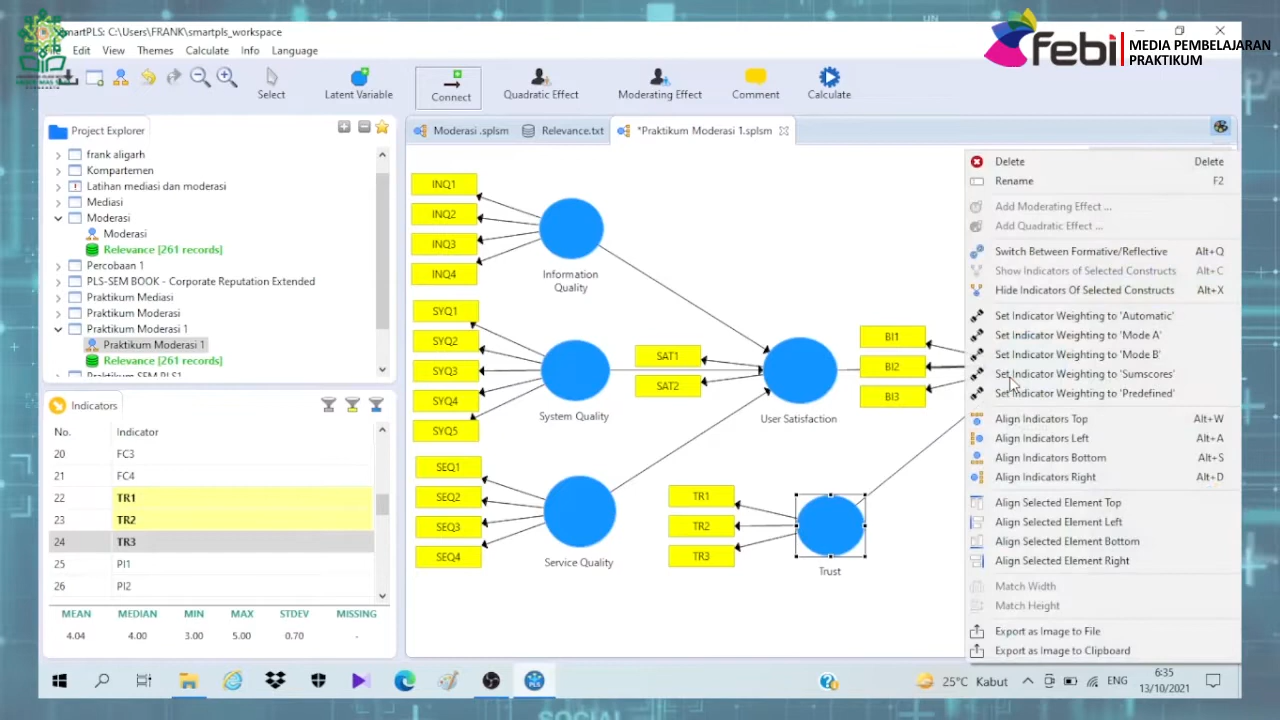 smartPLS: C:\Users\FRANK\smartpls_workspace
Edit View Themes Calculate Info Language
febi
MEDIA PEMBELAJARAN
PRAKTIKUM
Select
Latent Variable
Connect
Quadratic Effect
Moderating Effect
Comment
Calculate
Project Explorer
frank aligarh
Kompartemen
Latihan mediasi dan moderasi
Mediasi
Moderasi
Moderasi
Relevance [261 records]
Percobaan 1
PLS-SEM BOOK - Corporate Reputation Extended
Praktikum Mediasi
Praktikum Moderasi
Praktikum Moderasi 1
Praktikum Moderasi 1
Relevance [261 records]
Praktikum SEM PLS1
Indicators
No. Indicator
20 FC3
21 FC4
22 TR1
23 TR2
24 TR3
25 PI1
26 PI2
MEAN MEDIAN MIN MAX STDEV MISSING
4.04 4.00 3.00 5.00 0.70 -
Moderasi .splsm
Relevance.txt
*Praktikum Moderasi 1.splsm
INQ1
INQ2
INQ3
INQ4
Information
Quality
SYQ1
SYQ2
SYQ3
SYQ4
SYQ5
System Quality
SEQ1
SEQ2
SEQ3
SEQ4
Service Quality
SAT1
SAT2
User Satisfaction
BI1
BI2
BI3
TR1
TR2
TR3
Trust
Delete Delete
Rename F2
Add Moderating Effect ...
Add Quadratic Effect ...
Switch Between Formative/Reflective Alt+Q
Show Indicators of Selected Constructs Alt+C
Hide Indicators Of Selected Constructs Alt+X
Set Indicator Weighting to 'Automatic'
Set Indicator Weighting to 'Mode A'
Set Indicator Weighting to 'Mode B'
Set Indicator Weighting to 'Sumscores'
Set Indicator Weighting to 'Predefined'
Align Indicators Top Alt+W
Align Indicators Left Alt+A
Align Indicators Bottom Alt+S
Align Indicators Right Alt+D
Align Selected Element Top
Align Selected Element Left
Align Selected Element Bottom
Align Selected Element Right
Match Width
Match Height
Export as Image to File
Export as Image to Clipboard
25°C Kabut
ENG
6:35
13/10/2021
SOCIAL